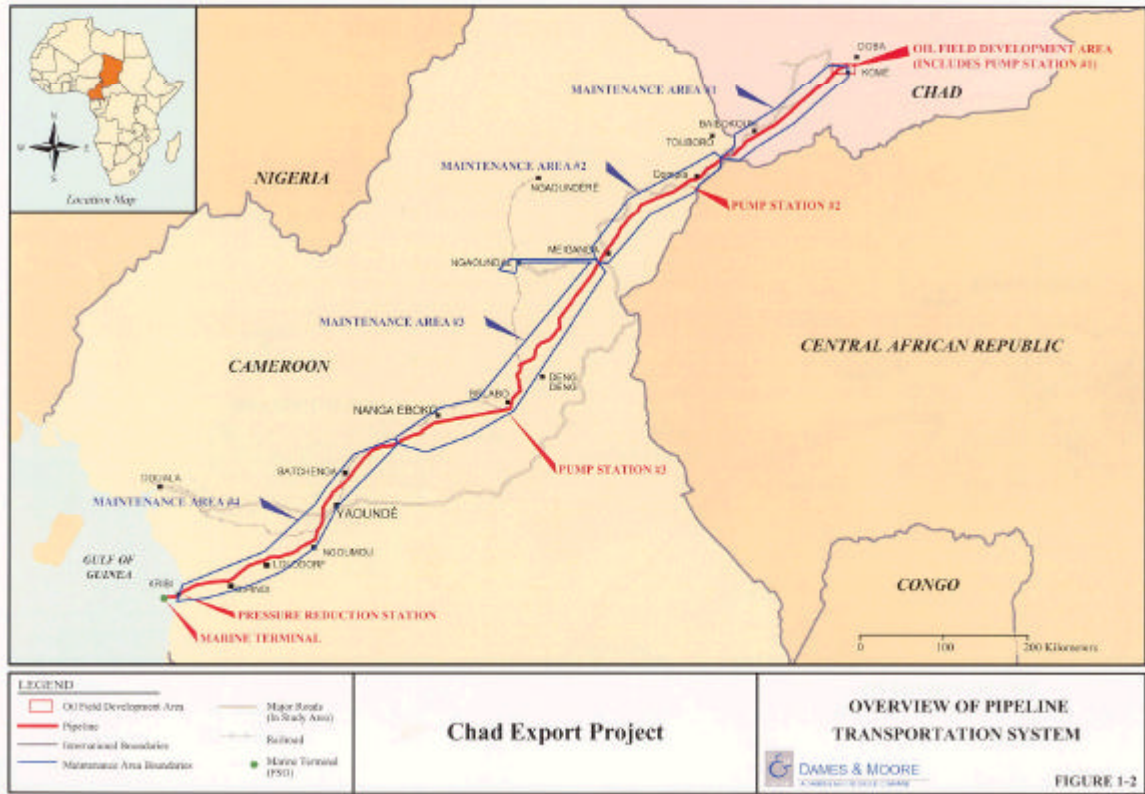 DOBA
OIL FIELD DEVELOPMENT AREA
(INCLUDES PUMP STATION #1)
KOMÉ
CHAD
MAINTENANCE AREA #1
BAIBOKOUM
TOUBORO
N
W
E
S
Location Map
NIGERIA
MAINTENANCE AREA #2
NGAOUNDÉRÉ
PUMP STATION #2
MEIGANGA
NGAOUNDAL
MAINTENANCE AREA #3
CENTRAL AFRICAN REPUBLIC
CAMEROON
DENG
DENG
BELABO
NANGA EBOKO
PUMP STATION #3
BATCHENGA
DOUALA
MAINTENANCE AREA #4
YAOUNDÉ
NGOUMOU
GULF OF
GUINEA
LOLODORF
CONGO
KRIBI
PRESSURE REDUCTION STATION
MARINE TERMINAL
0 100 200 Kilometers
LEGEND
Oil Field Development Area
Pipeline
International Boundaries
Maintenance Area Boundaries
Major Roads
(In Study Area)
Railroad
Marine Terminal
(FSO)
Chad Export Project
OVERVIEW OF PIPELINE
TRANSPORTATION SYSTEM
DAMES & MOORE
FIGURE 1-2